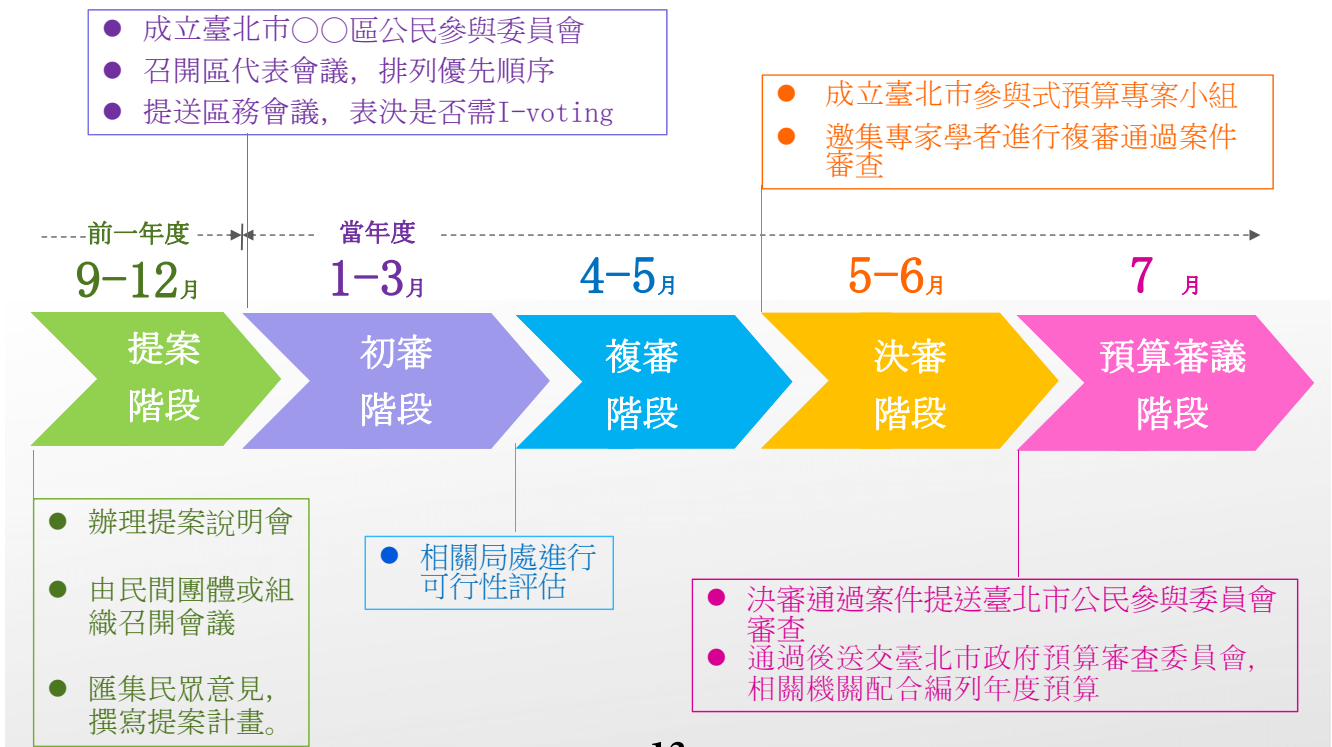 成立臺北市○○區公民參與委員會
召開區代表會議，排列優先順序
提送區務會議，表決是否需I-voting
成立臺北市參與式預算專案小組
邀集專家學者進行複審通過案件
審查
前一年度
當年度
9-12月
1-3月
4-5月
5-6月
7 月
提案
階段
初審
階段
複審
階段
決審
階段
預算審議
階段
辦理提案說明會
由民間團體或組
織召開會議
匯集民眾意見，
撰寫提案計畫。
相關局處進行
可行性評估
決審通過案件提送臺北市公民參與委員會
審查
通過後送交臺北市政府預算審查委員會，
相關機關配合編列年度預算